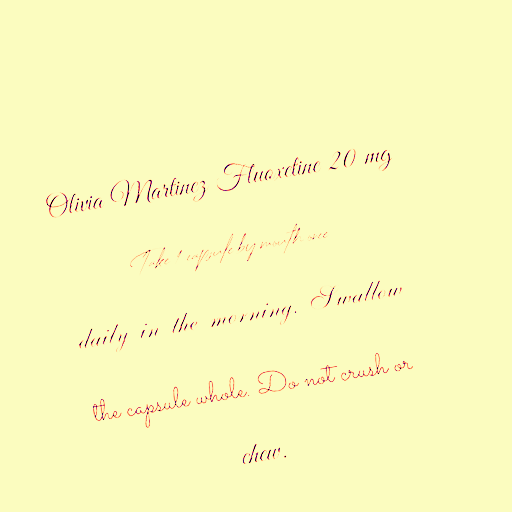 Olivia Martinez Fluoxetine 20 mg
Take 1 capsule by mouth once
daily in the morning. Swallow
the capsule whole. Do not crush or
chew.